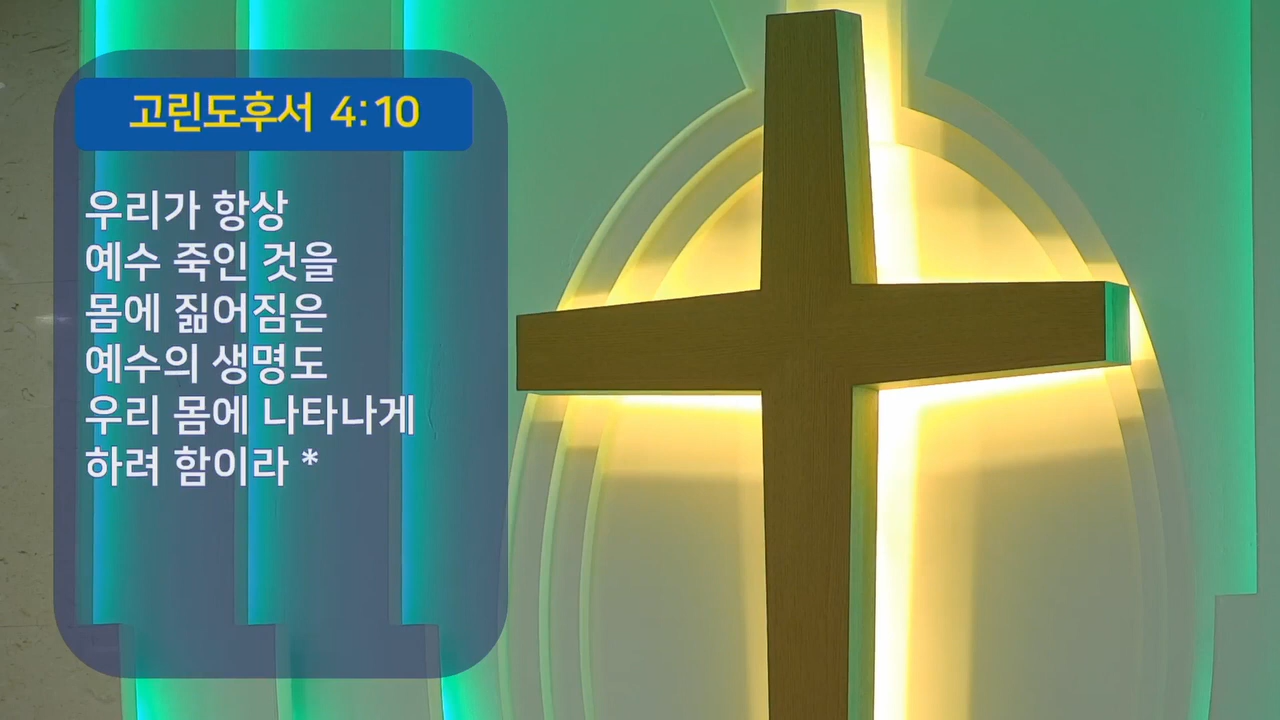 고린도후서 4:10
우리가 항상
예수 죽인 것을
몸에 짊어짐은
예수의 생명도
우리 몸에 나타나게
하려 함이라 *